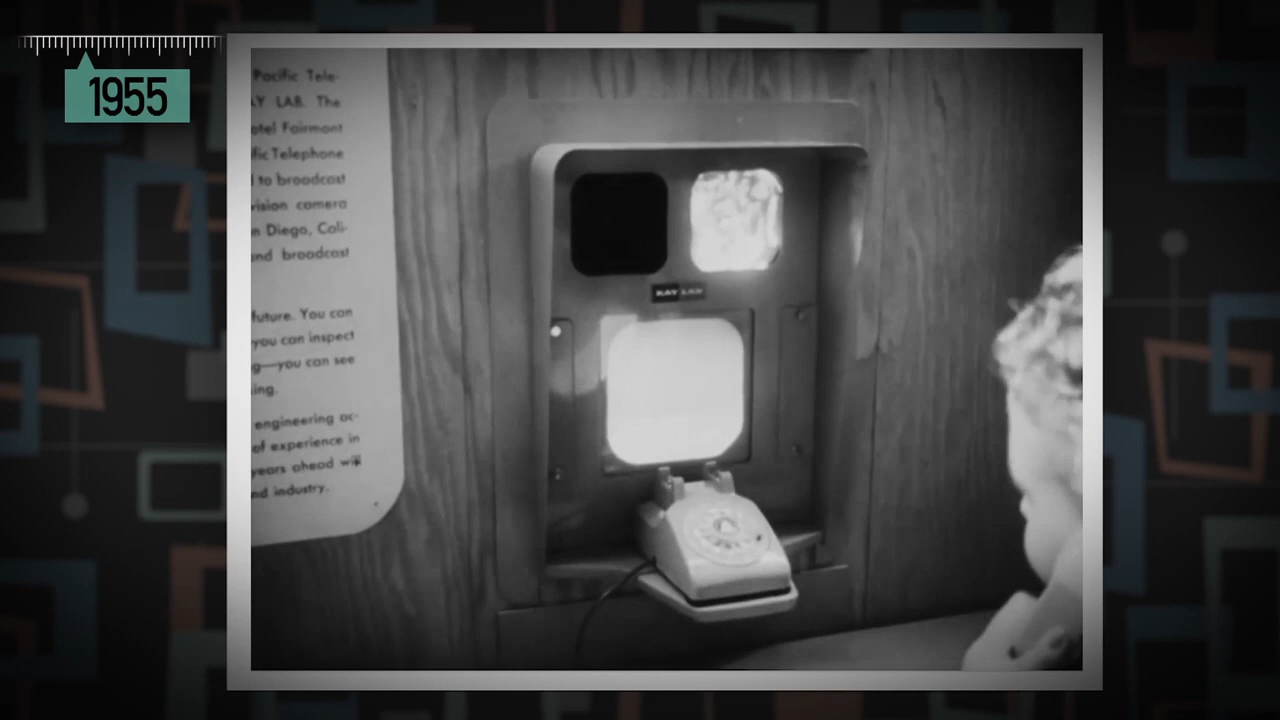 1955
Pacific Tele-
AY LAB. The
otel Fairmont
fic Telephone
l to broadcast
vision camera
n Diego, Cali-
and broadcast
future. You can
you can inspect
g—you can see
ing.
engineering ac-
of experience in
years ahead will
nd industry.
KAY LAB